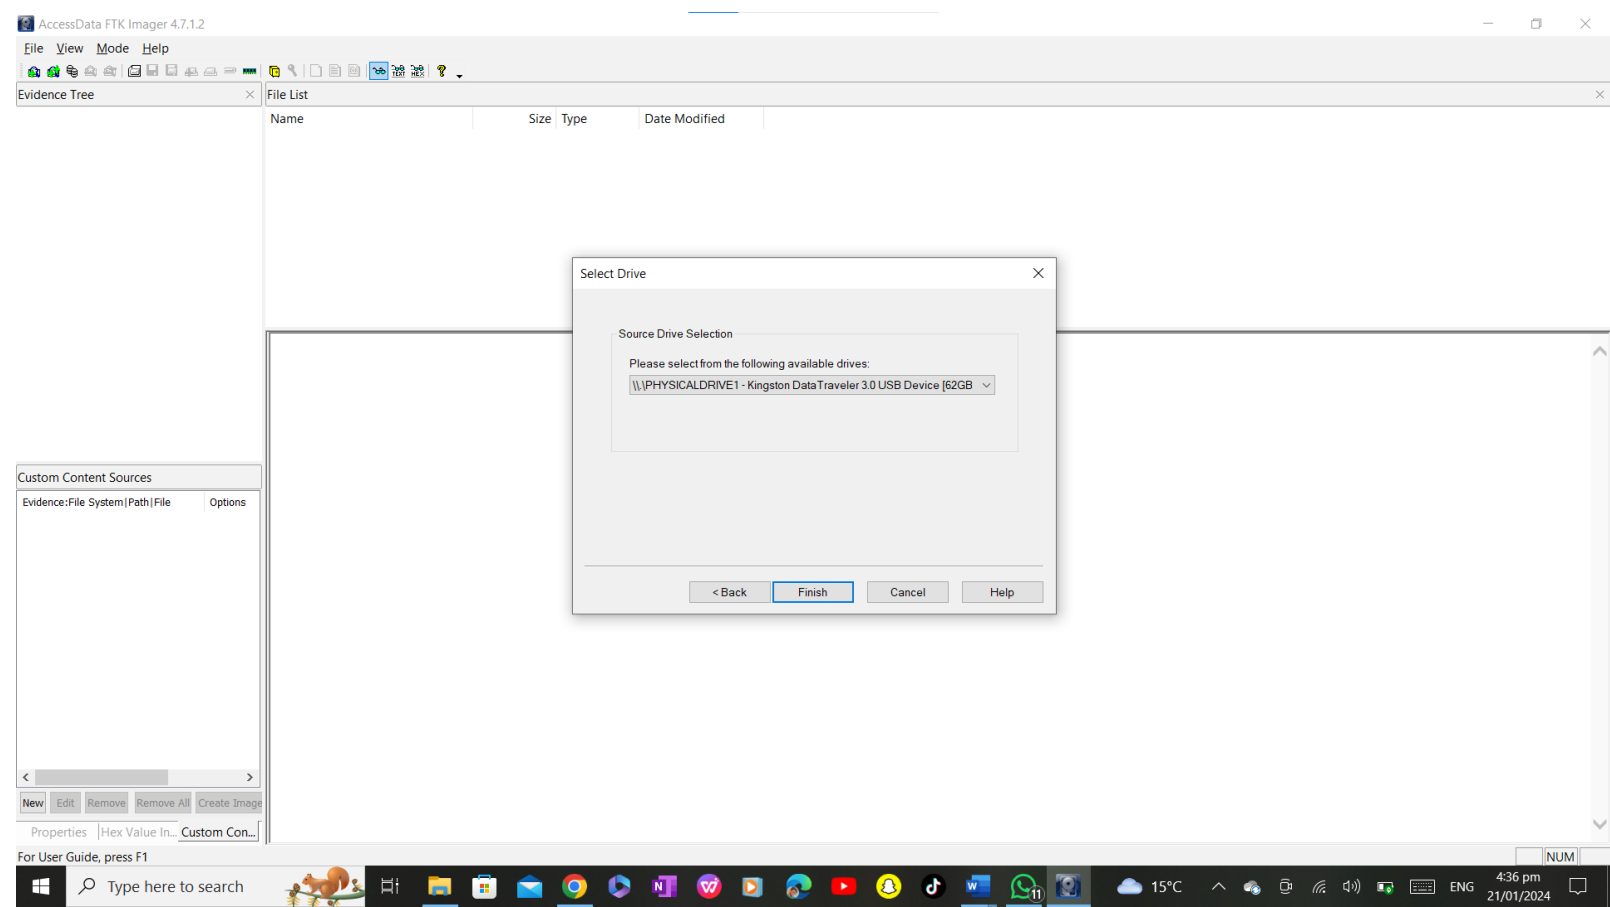 AccessData FTK Imager 4.7.1.2
File View Mode Help
TEXT HEX
Evidence Tree
File List
Name Size Type Date Modified
Select Drive
Source Drive Selection
Please select from the following available drives:
\\.\PHYSICALDRIVE1 - Kingston DataTraveler 3.0 USB Device [62GB
< Back Finish Cancel Help
Custom Content Sources
Evidence:File System|Path|File Options
New Edit Remove Remove All Create Image
Properties Hex Value In... Custom Con...
For User Guide, press F1
NUM
Type here to search
N
W
11
15°C
ENG
4:36 pm
21/01/2024